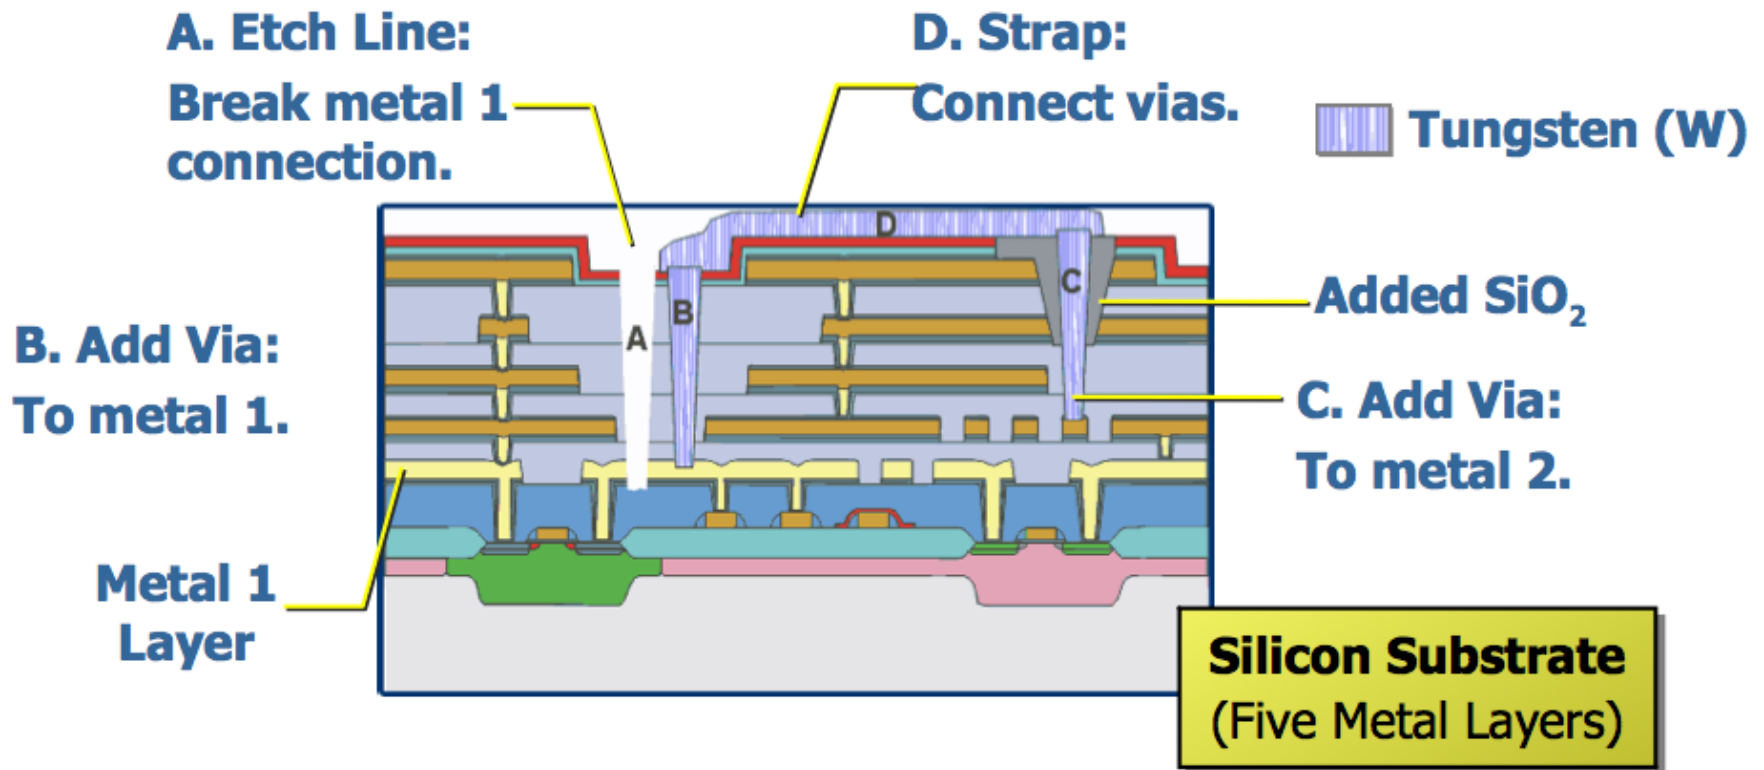 A. Etch Line:
Break metal 1
connection.
D. Strap:
Connect vias.
Tungsten (W)
D
C
B
A
Added SiO₂
B. Add Via:
To metal 1.
C. Add Via:
To metal 2.
Metal 1
Layer
Silicon Substrate
(Five Metal Layers)